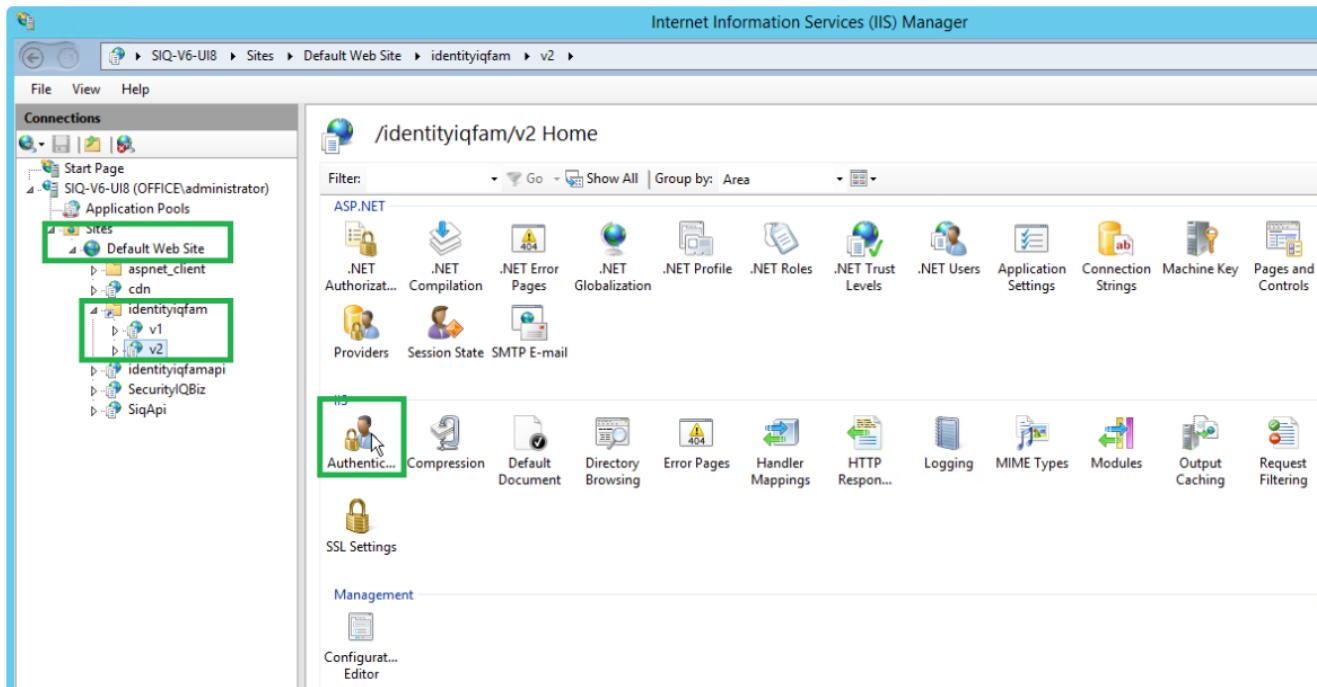 Internet Information Services (IIS) Manager
SIQ-V6-UI8 Sites Default Web Site identityiqfam v2
File View Help
Connections
Start Page
SIQ-V6-UI8 (OFFICE\administrator)
Application Pools
Sites
Default Web Site
aspnet_client
cdn
identityiqfam
v1
v2
identityiqfamapi
SecurityIQBiz
SiqApi
/identityiqfam/v2 Home
Filter: Go Show All Group by: Area
ASP.NET
.NET .NET .NET Error .NET .NET Profile .NET Roles .NET Trust .NET Users Application Connection Machine Key Pages and
Authorizat... Compilation Pages Globalization Levels Settings Strings Controls
Providers Session State SMTP E-mail
IIS
Authentic... Compression Default Directory Error Pages Handler HTTP Logging MIME Types Modules Output Request
Document Browsing Mappings Respon... Caching Filtering
SSL Settings
Management
Configurat...
Editor